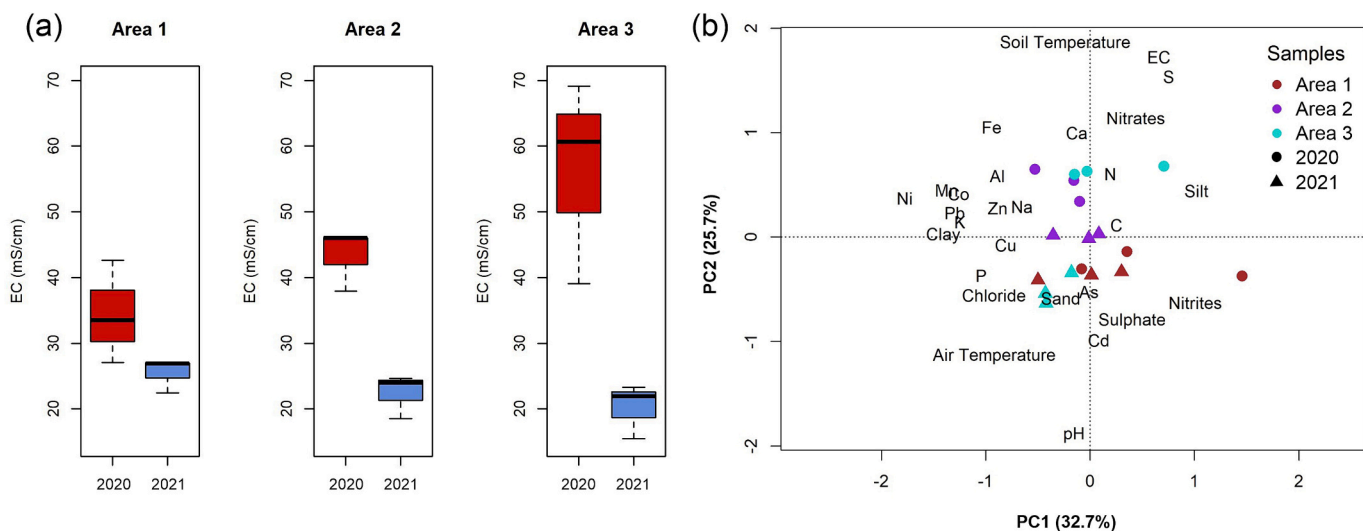 (a)
Area 1
Area 2
Area 3
EC (mS/cm)
70
60
50
40
30
20
2020 2021
EC (mS/cm)
70
60
50
40
30
20
2020 2021
EC (mS/cm)
70
60
50
40
30
20
2020 2021
(b)
PC2 (25.7%)
2
1
0
-1
-2
Soil Temperature
EC
S
Nitrates
Fe
Ca
Al
N
Silt
Ni
Mn
Co
Pb
Zn
Na
K
C
Clay
Cu
P
Chloride
Sand
As
Nitrites
Sulphate
Cd
Air Temperature
pH
Samples
Area 1
Area 2
Area 3
2020
2021
-2 -1 0 1 2
PC1 (32.7%)